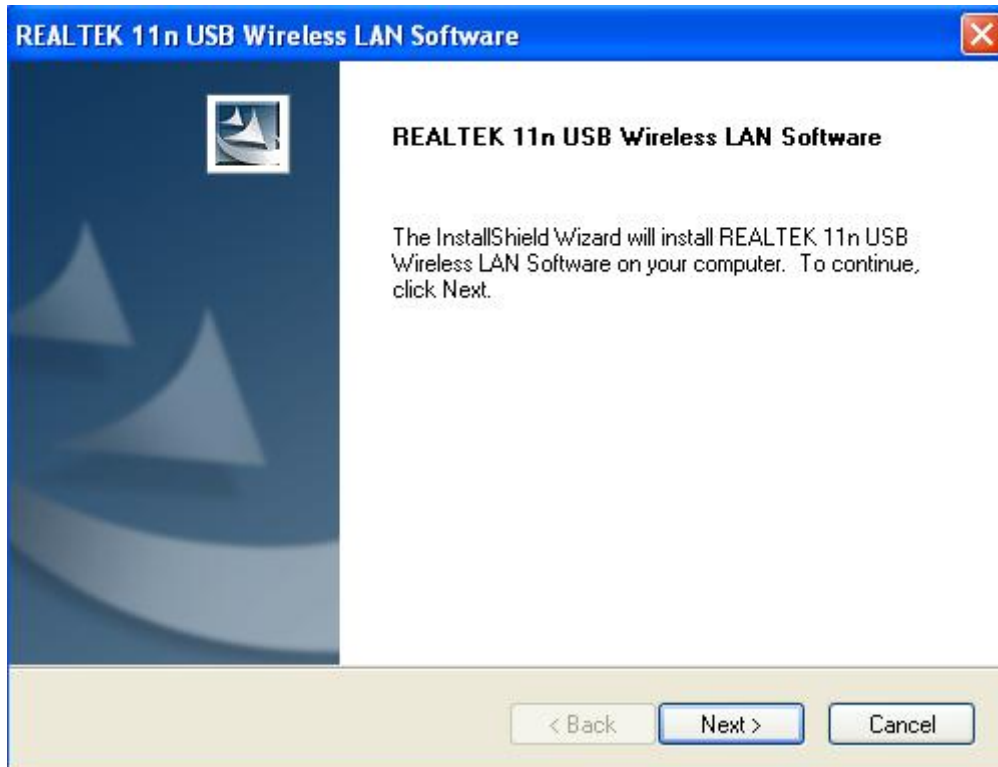 REALTEK 11n USB Wireless LAN Software
REALTEK 11n USB Wireless LAN Software
The InstallShield Wizard will install REALTEK 11n USB
Wireless LAN Software on your computer.  To continue,
click Next.
< Back
Next >
Cancel